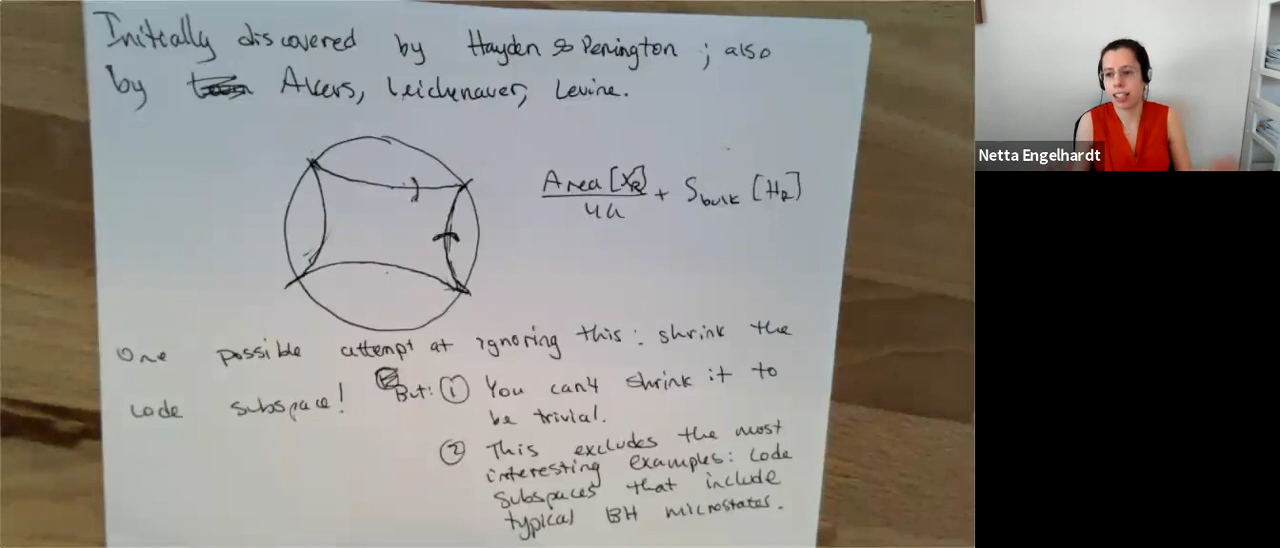 Initially discovered by Hayden & Penington ; also
by Akers, Leichenauer, Levine.
Netta Engelhardt
Area[X_R]/4G + S_bulk [H_R]
One possible attempt at ignoring this : shrink the
code subspace! But: ① You can't shrink it to
be trivial.
② This excludes the most
interesting examples: code
subspaces that include
typical BH microstates.